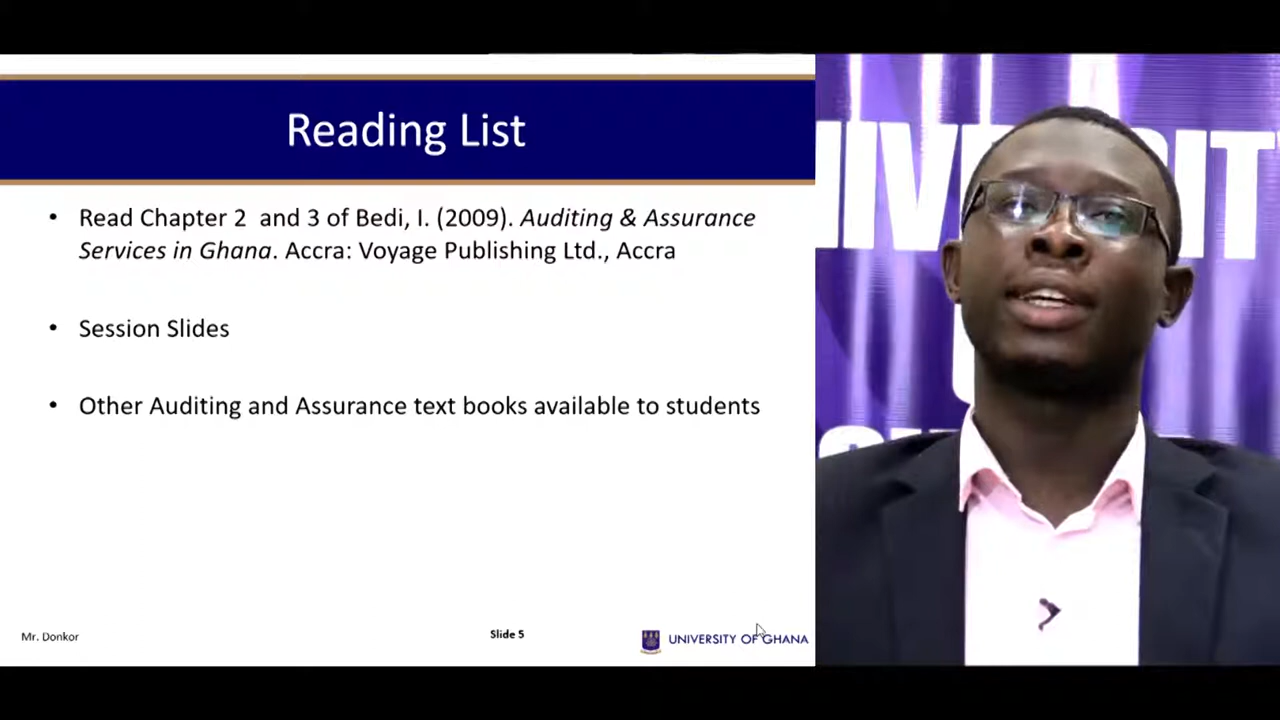 Reading List
• Read Chapter 2 and 3 of Bedi, I. (2009). Auditing & Assurance
Services in Ghana. Accra: Voyage Publishing Ltd., Accra
• Session Slides
• Other Auditing and Assurance text books available to students
Mr. Donkor
Slide 5
UNIVERSITY OF GHANA